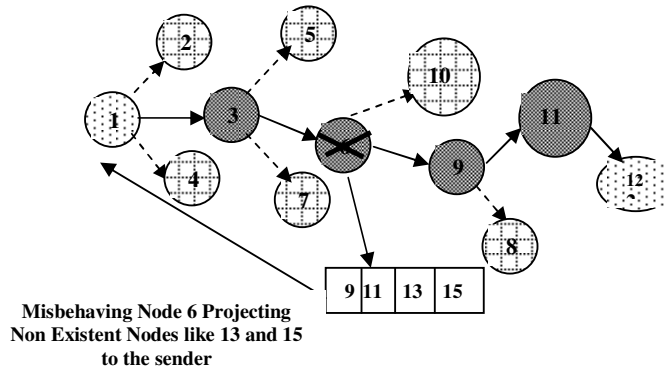 2
5
10
1
3
11
9
12
4
7
8
9 11 13 15
Misbehaving Node 6 Projecting
Non Existent Nodes like 13 and 15
to the sender